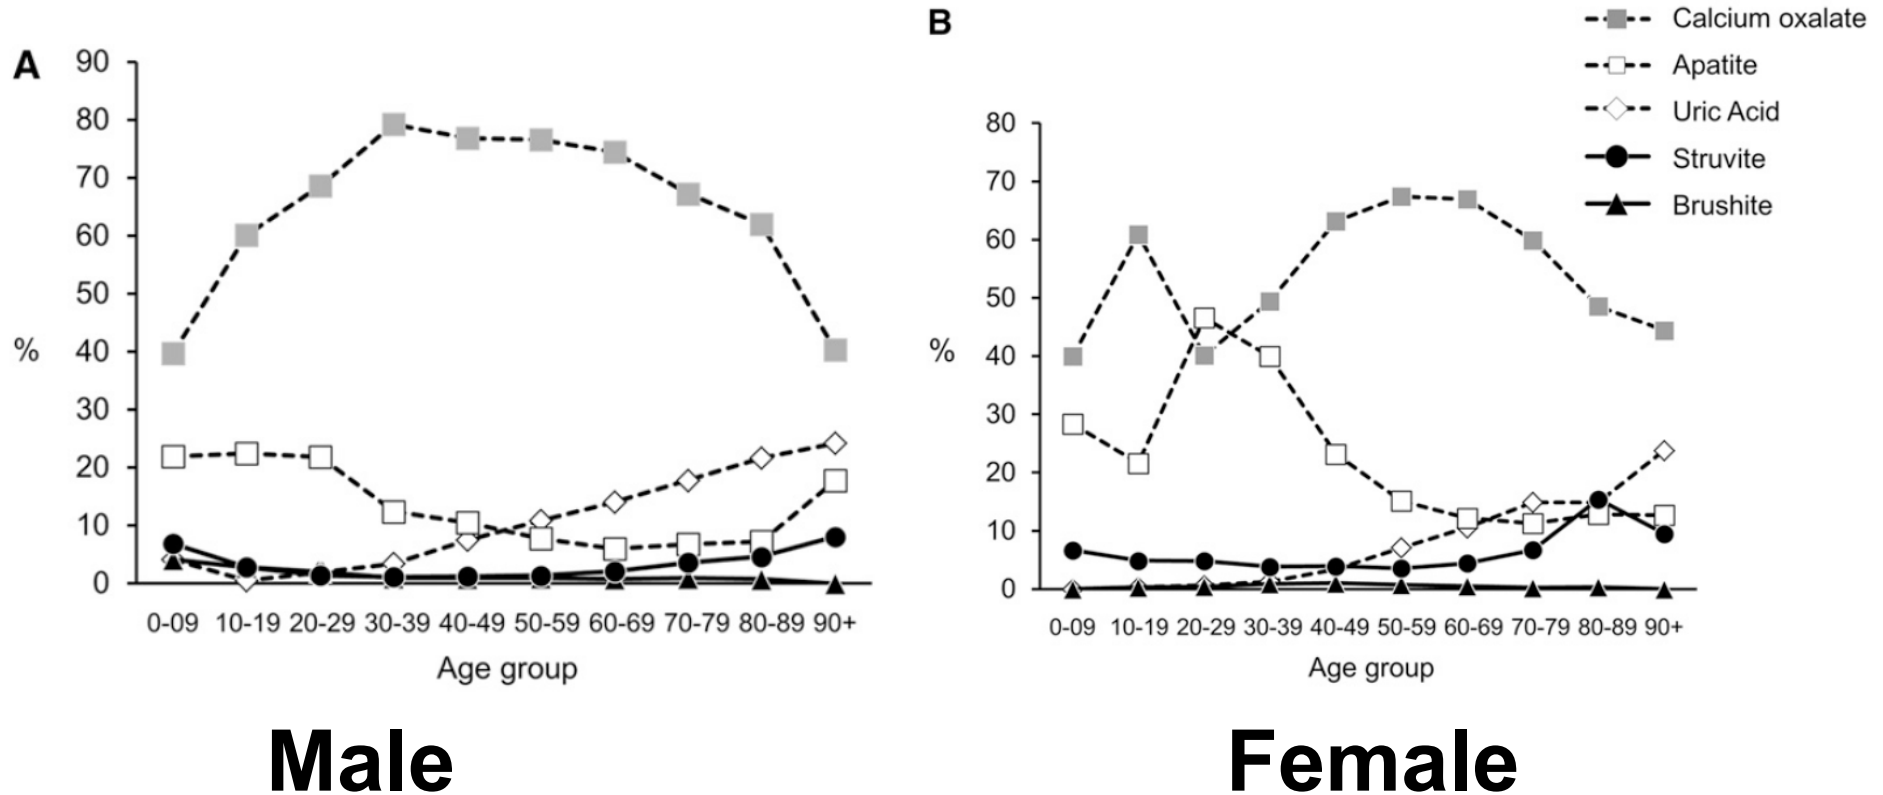 A
90
80
70
60
50
40
30
20
10
0
%
0-09 10-19 20-29 30-39 40-49 50-59 60-69 70-79 80-89 90+
Age group
Male
B
Calcium oxalate
Apatite
Uric Acid
Struvite
Brushite
80
70
60
50
40
30
20
10
0
%
0-09 10-19 20-29 30-39 40-49 50-59 60-69 70-79 80-89 90+
Age group
Female